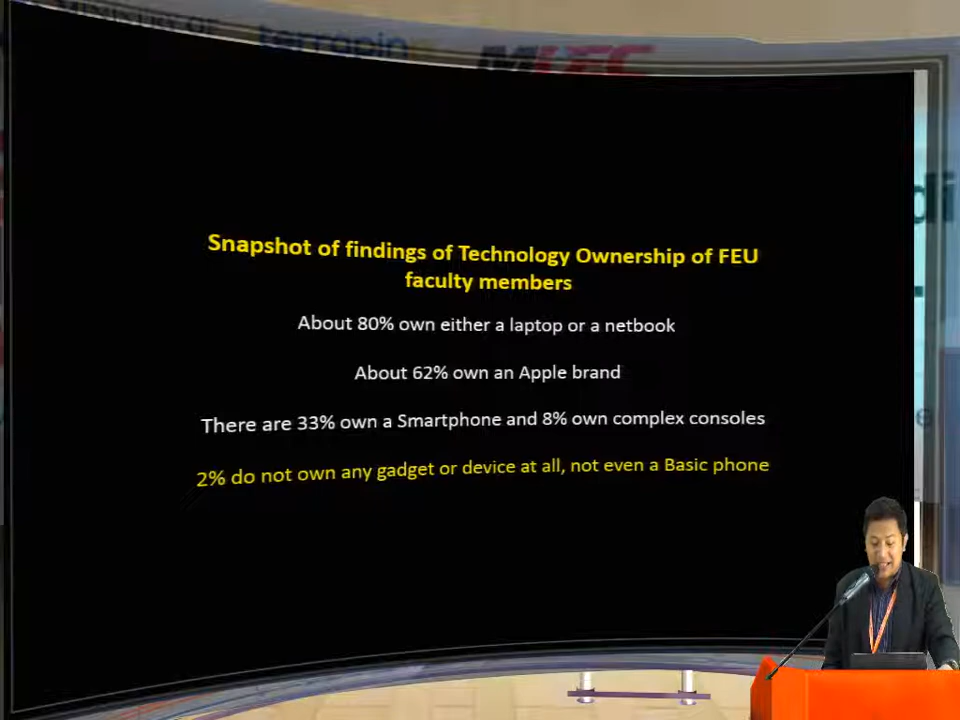 terrapin
Snapshot of findings of Technology Ownership of FEU
faculty members
About 80% own either a laptop or a netbook
About 62% own an Apple brand
There are 33% own a Smartphone and 8% own complex consoles
2% do not own any gadget or device at all, not even a Basic phone